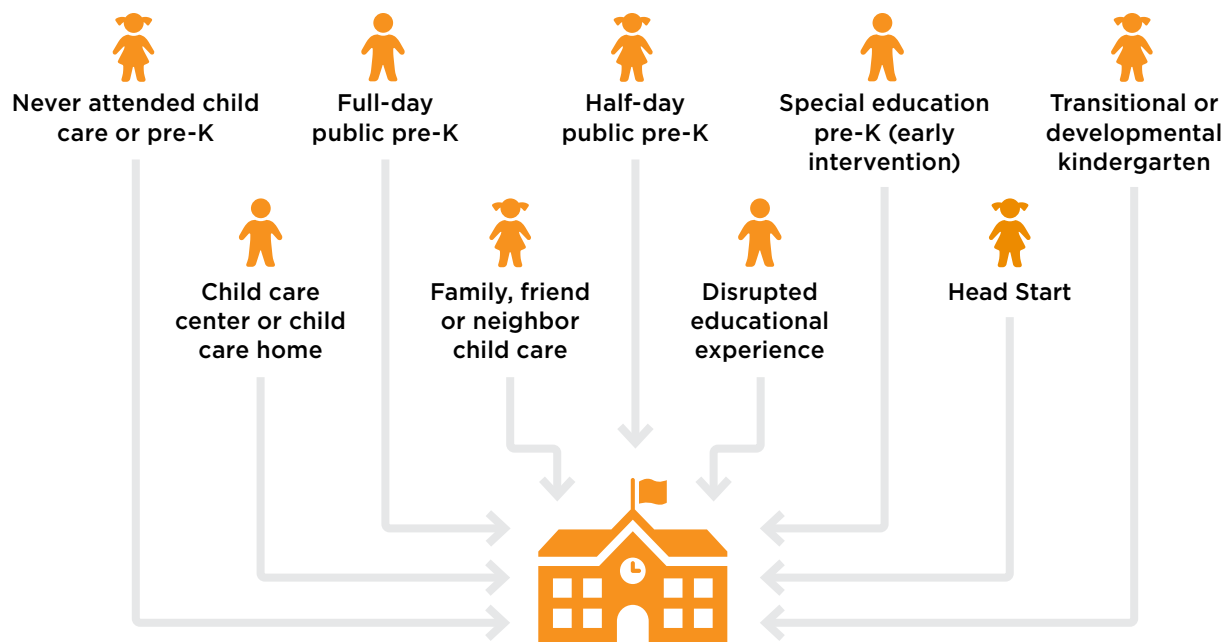 Never attended child
care or pre-K
Full-day
public pre-K
Half-day
public pre-K
Special education
pre-K (early
intervention)
Transitional or
developmental
kindergarten
Child care
center or child
care home
Family, friend
or neighbor
child care
Disrupted
educational
experience
Head Start